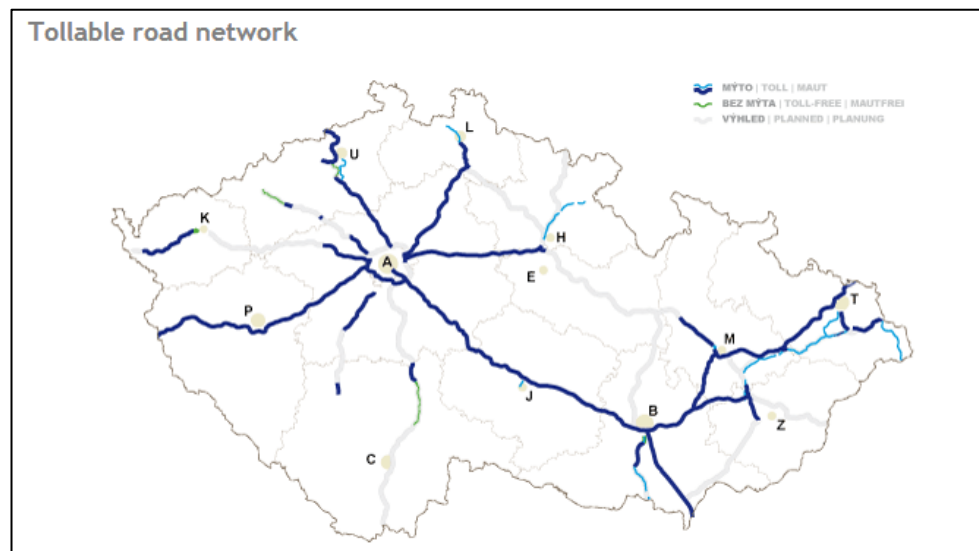 Tollable road network
MÝTO | TOLL | MAUT
BEZ MÝTA | TOLL-FREE | MAUTFREI
VÝHLED | PLANNED | PLANUNG
L
U
K
H
A
E
T
P
M
J
B
Z
C